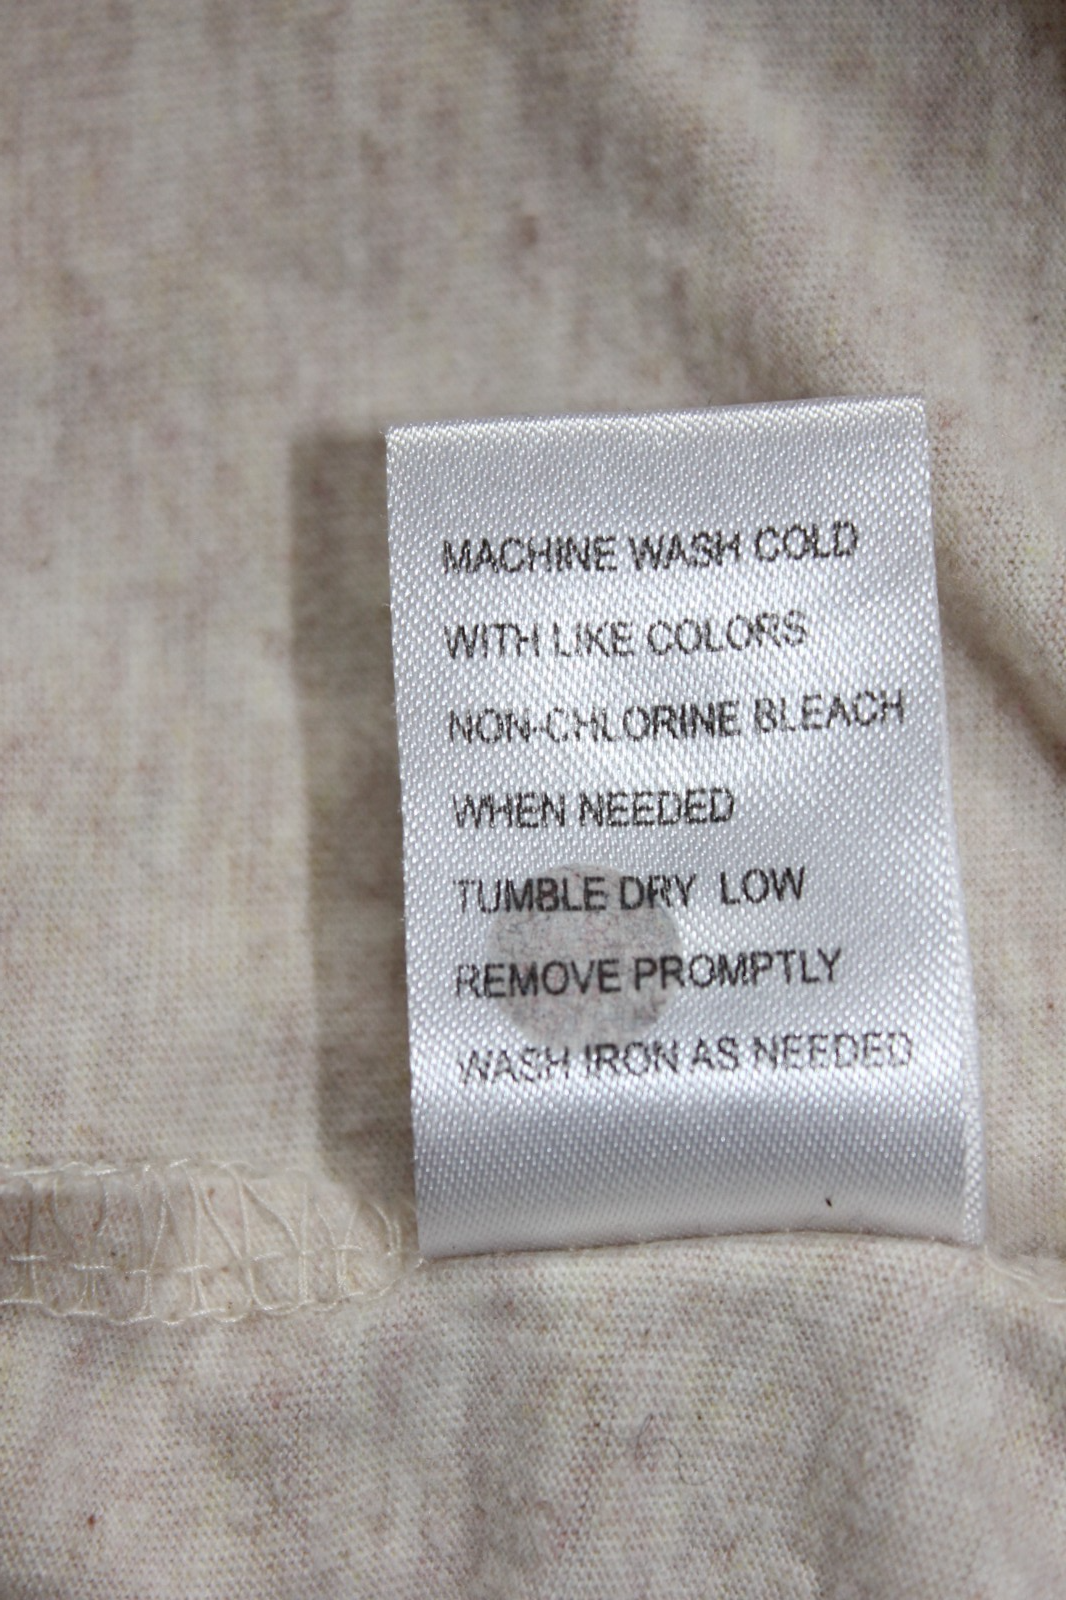 MACHINE WASH COLD
WITH LIKE COLORS
NON-CHLORINE BLEACH
WHEN NEEDED
TUMBLE DRY LOW
REMOVE PROMPTLY
WASH IRON AS NEEDED